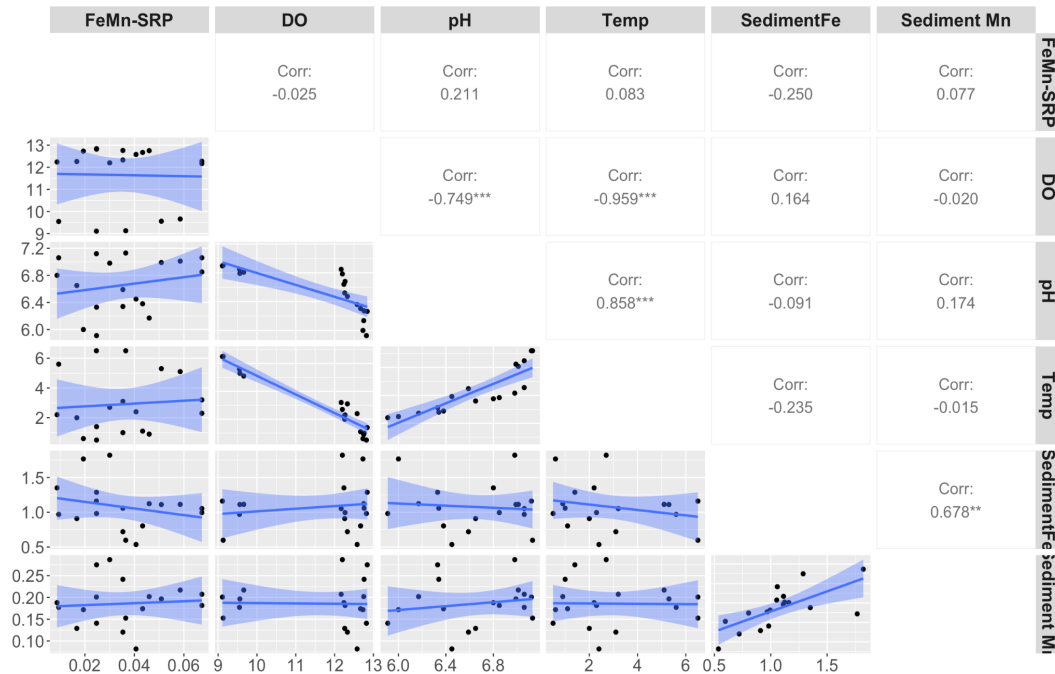 FeMn-SRP DO pH Temp SedimentFe Sediment Mn
Corr: Corr: Corr: Corr: Corr:
-0.025 0.211 0.083 -0.250 0.077
FeMn-SRP
13
12
11
10
9
Corr: Corr: Corr: Corr:
-0.749*** -0.959*** 0.164 -0.020
DO
7.2
6.8
6.4
6.0
Corr: Corr: Corr:
0.858*** -0.091 0.174
pH
6
4
2
Corr: Corr:
-0.235 -0.015
Temp
1.5
1.0
0.5
Corr:
0.678**
SedimentFe
0.25
0.20
0.15
0.10
Sediment M
0.02 0.04 0.06 9 10 11 12 13 6.0 6.4 6.8 2 4 6 0.5 1.0 1.5